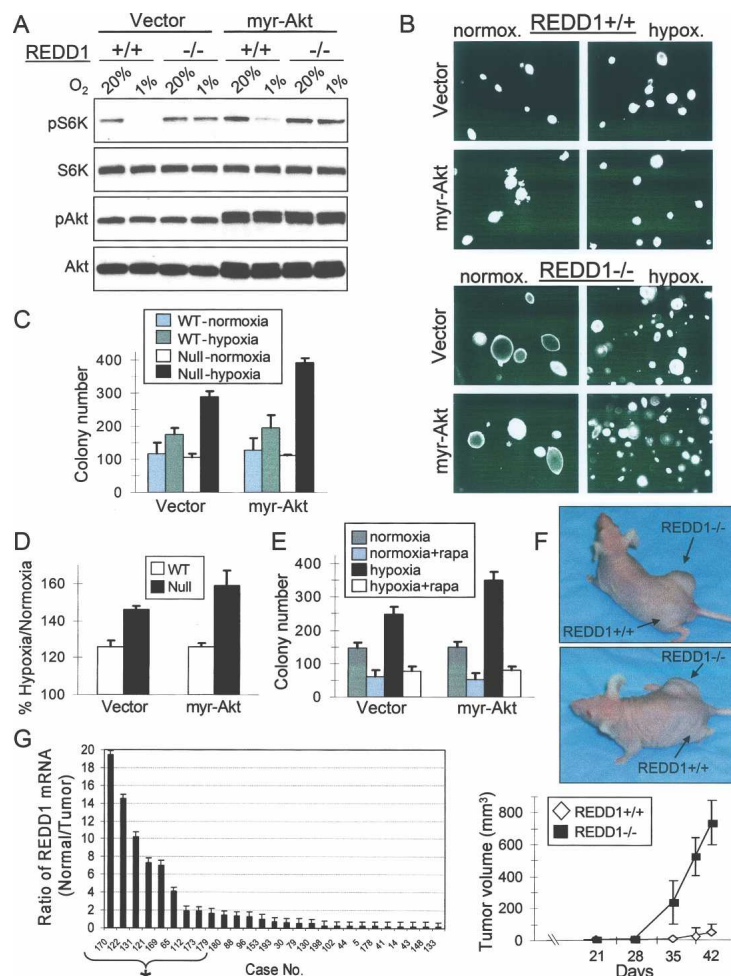 A
Vector
myr-Akt
REDD1 +/+ -/- +/+ -/-
O2 20% 1% 20% 1% 20% 1% 20% 1%
pS6K
S6K
pAkt
Akt
B
normox. REDD1+/+ hypox.
Vector
myr-Akt
normox. REDD1-/- hypox.
Vector
myr-Akt
C
WT-normoxia
WT-hypoxia
Null-normoxia
Null-hypoxia
Colony number
400
300
200
100
0
Vector
myr-Akt
D
WT
Null
% Hypoxia/Normoxia
160
140
120
100
Vector
myr-Akt
E
normoxia
normoxia+rapa
hypoxia
hypoxia+rapa
Colony number
400
300
200
100
0
Vector
myr-Akt
F
REDD1-/-
REDD1+/+
REDD1-/-
REDD1+/+
REDD1+/+
REDD1-/-
Tumor volume (mm3)
800
600
400
200
0
21 28 35 42
Days
G
Ratio of REDD1 mRNA
(Normal/Tumor)
20
18
16
14
12
10
8
6
4
2
0
170 122 131 121 169 65 112 173 179 180 88 96 163 193 30 79 130 198 102 44 5 178 41 14 43 148 133
*
Case No.